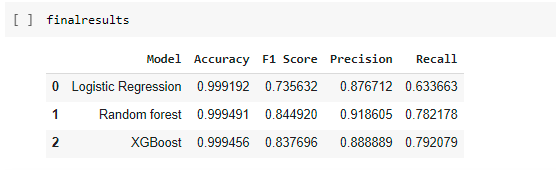 [ ] finalresults
Model Accuracy F1 Score Precision Recall
0 Logistic Regression 0.999192 0.735632 0.876712 0.633663
1 Random forest 0.999491 0.844920 0.918605 0.782178
2 XGBoost 0.999456 0.837696 0.888889 0.792079